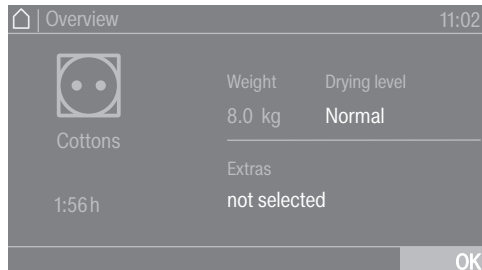 Overview 11:02
Weight Drying level
8.0 kg Normal
Cottons
Extras
1:56 h not selected
OK